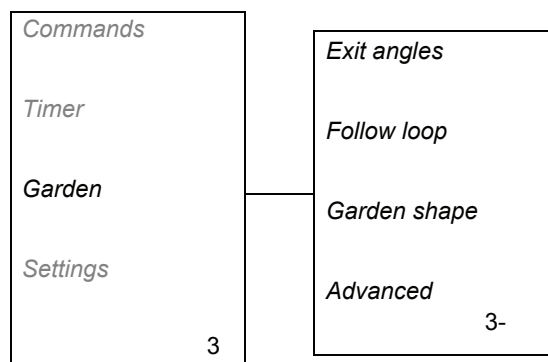 Commands
Timer
Garden
Settings
3
Exit angles
Follow loop
Garden shape
Advanced
3-